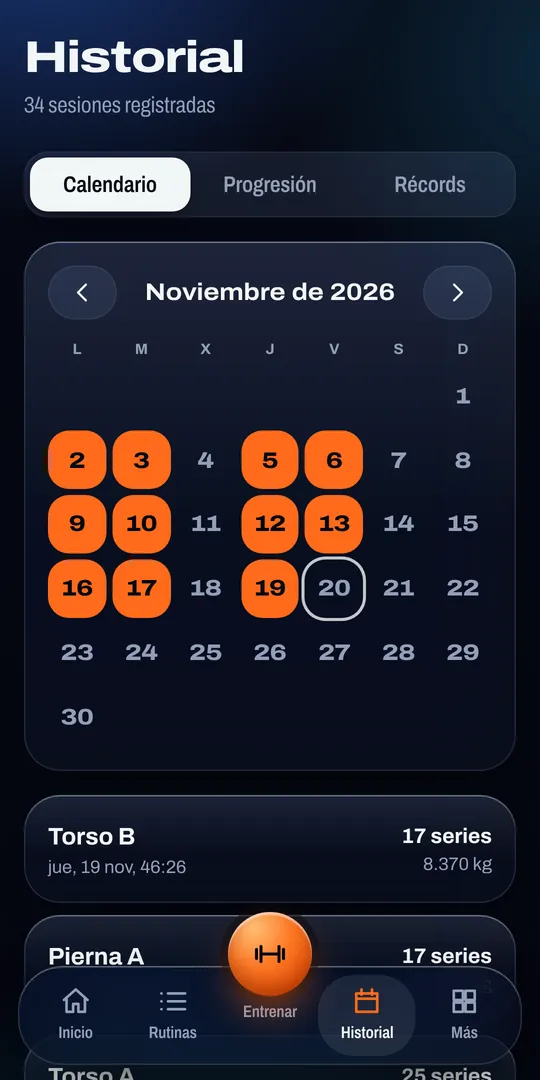 Historial
34 sesiones registradas
Calendario Progresión Récords
Noviembre de 2026
L M X J V S D
1
2 3 4 5 6 7 8
9 10 11 12 13 14 15
16 17 18 19 20 21 22
23 24 25 26 27 28 29
30
Torso B 17 series
jue, 19 nov, 46:26 8.370 kg
Pierna A 17 series
Entrenar
Inicio Rutinas Historial Más
Torso A 25 series